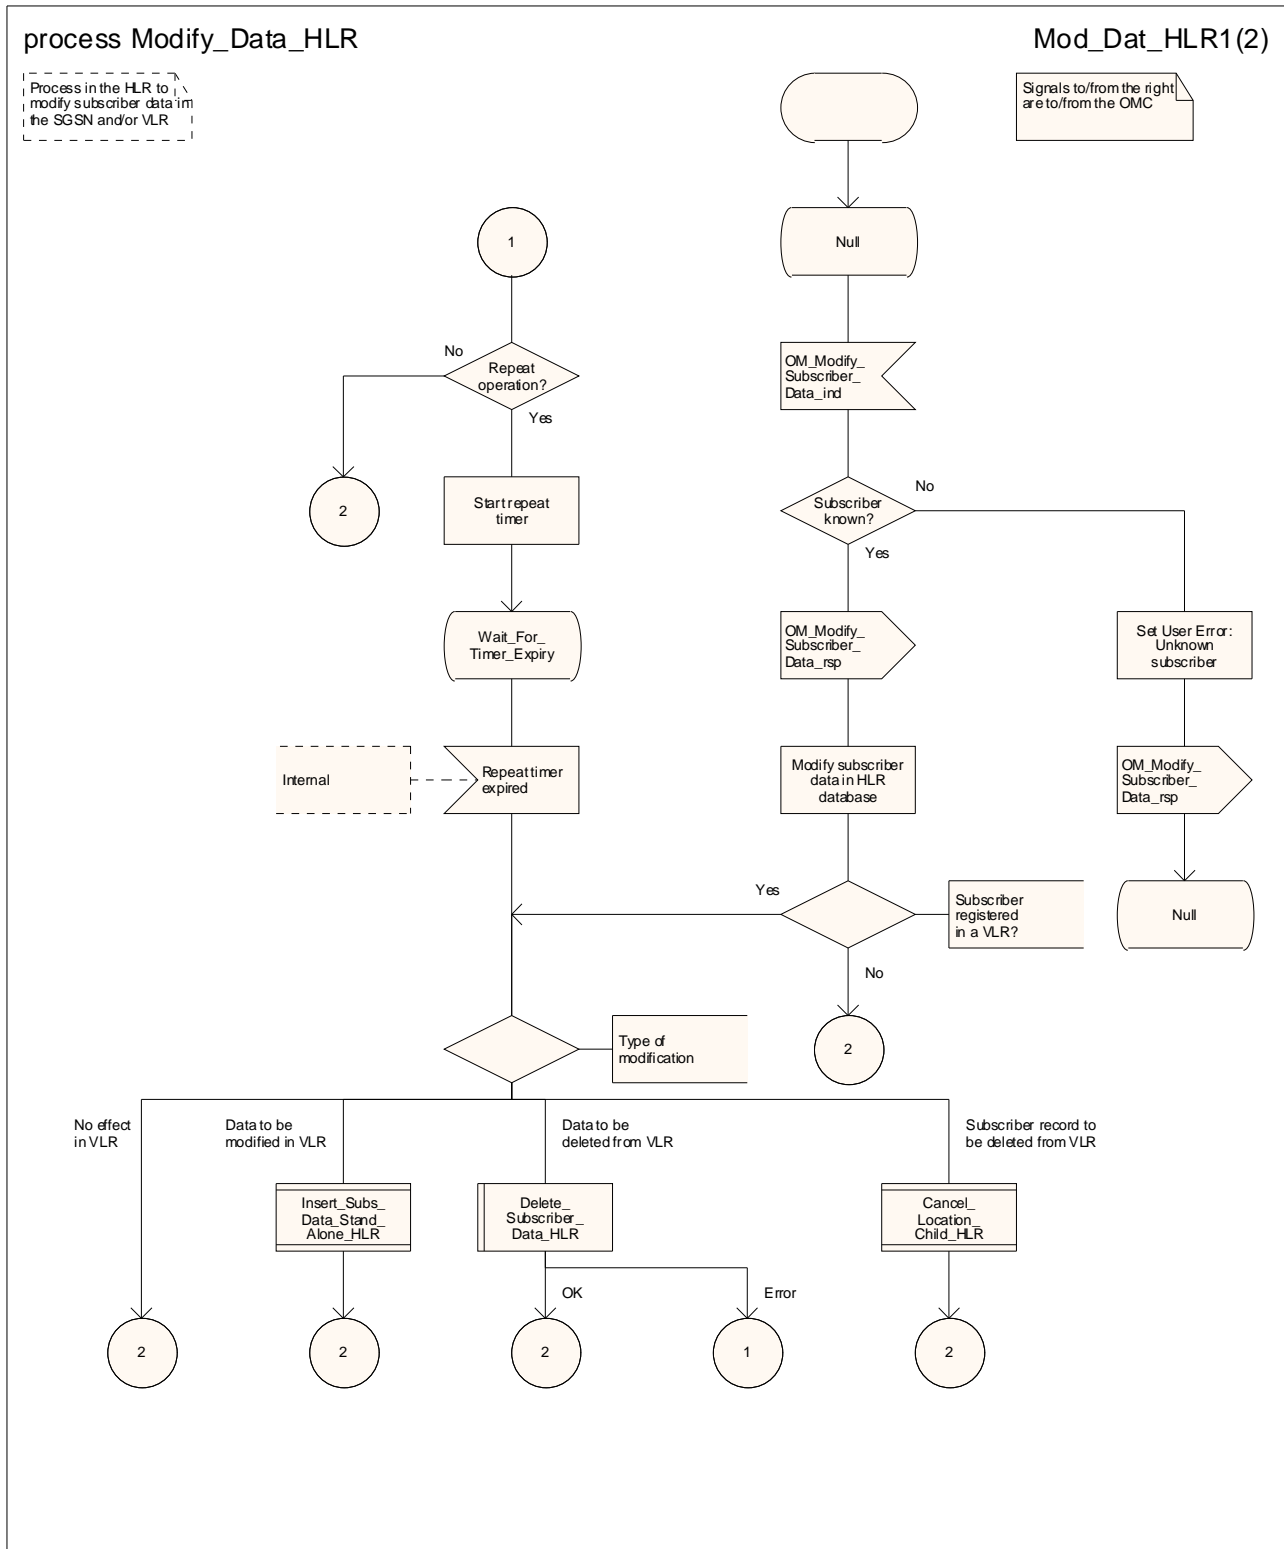 process Modify_Data_HLR
Mod_Dat_HLR1(2)
Process in the HLR to
modify subscriber data in
the SGSN and/or VLR
Signals to/from the right
are to/from the OMC
1
Null
No
Repeat
operation?
Yes
OM_Modify_
Subscriber_
Data_ind
2
Start repeat
timer
Subscriber
known?
No
Yes
Wait_For_
Timer_Expiry
OM_Modify_
Subscriber_
Data_rsp
Set User Error:
Unknown
subscriber
Internal
Repeat timer
expired
Modify subscriber
data in HLR
database
OM_Modify_
Subscriber_
Data_rsp
Yes
Subscriber
registered
in a VLR?
Null
No
Type of
modification
2
No effect
in VLR
Data to be
modified in VLR
Data to be
deleted from VLR
Subscriber record to
be deleted from VLR
Insert_Subs_
Data_Stand_
Alone_HLR
Delete_
Subscriber_
Data_HLR
Cancel_
Location_
Child_HLR
OK
Error
2
2
2
1
2